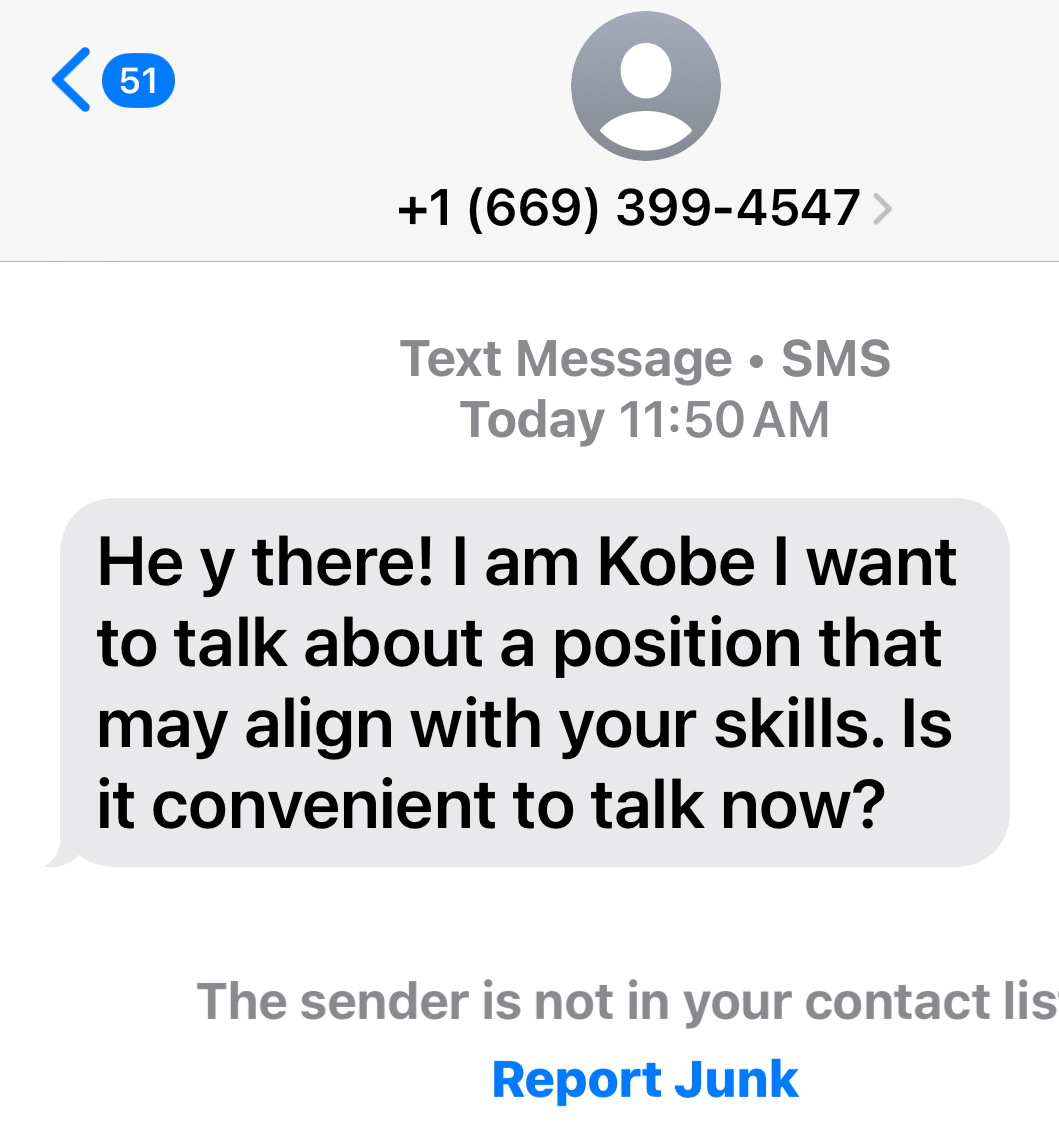 51
+1 (669) 399-4547
Text Message • SMS
Today 11:50 AM
He y there! I am Kobe I want
to talk about a position that
may align with your skills. Is
it convenient to talk now?
The sender is not in your contact
Report Junk